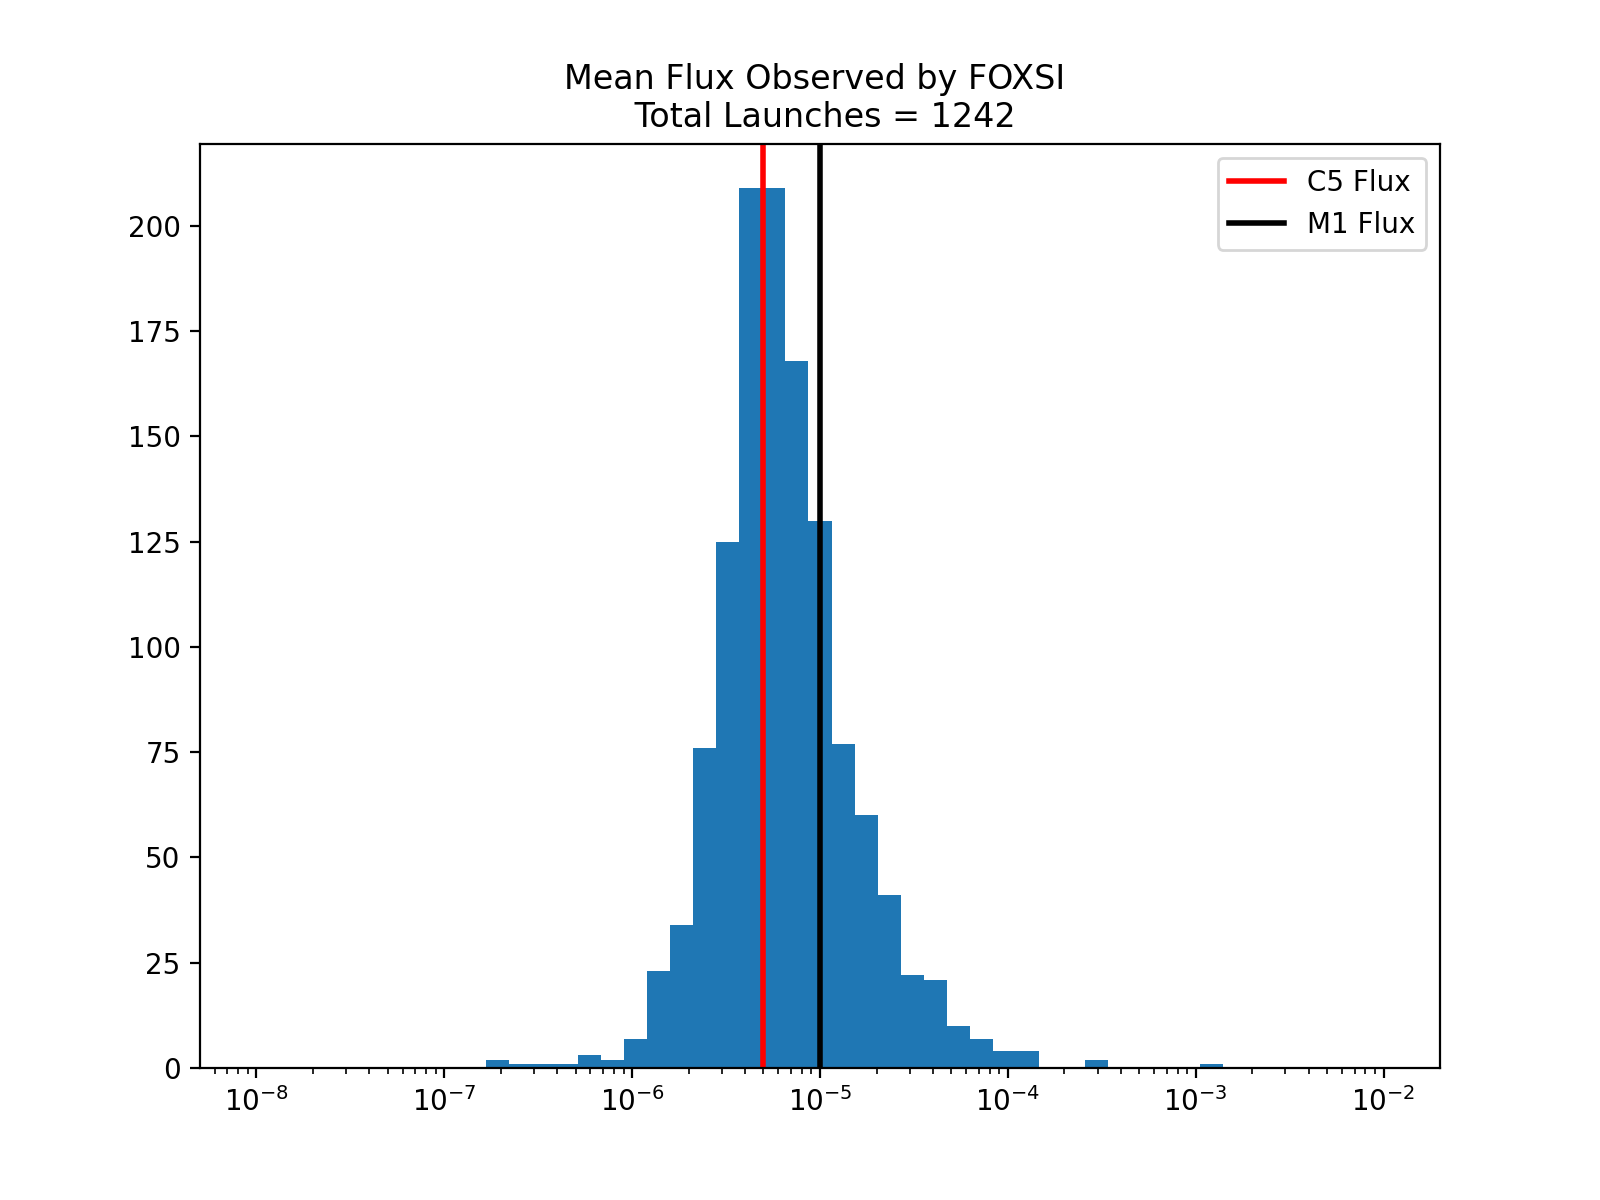 Mean Flux Observed by FOXSI
Total Launches = 1242
C5 Flux
M1 Flux
200
175
150
125
100
75
50
25
0
10⁻⁸ 10⁻⁷ 10⁻⁶ 10⁻⁵ 10⁻⁴ 10⁻³ 10⁻²